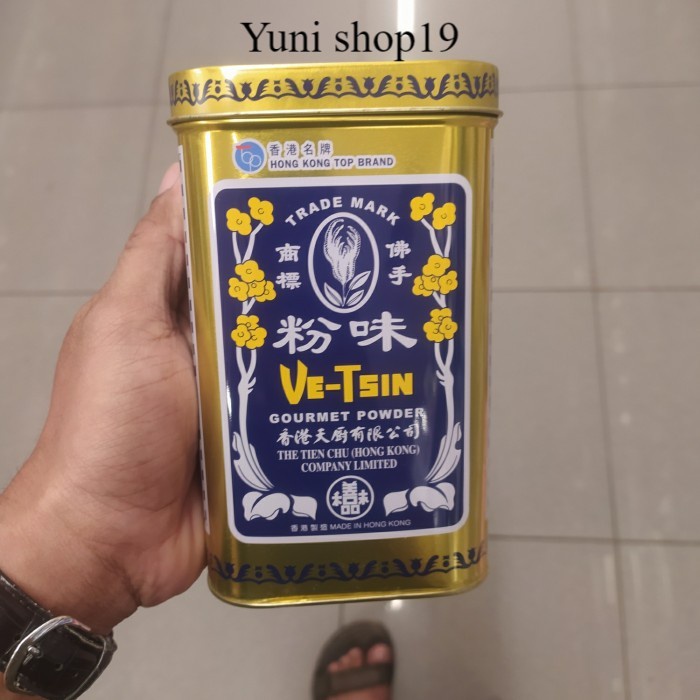 Yuni shop19
香港名牌
HONG KONG TOP BRAND
TRADE MARK
商標
佛手
粉味
VE-TSIN
GOURMET POWDER
香港天廚有限公司
THE TIEN CHU (HONG KONG)
COMPANY LIMITED
香港製造 MADE IN HONG KONG